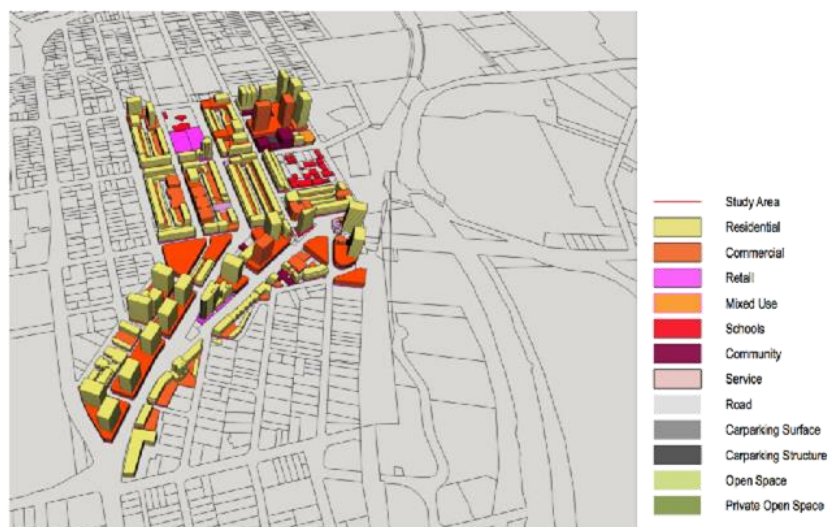 Study Area
Residential
Commercial
Retail
Mixed Use
Schools
Community
Service
Road
Carparking Surface
Carparking Structure
Open Space
Private Open Space